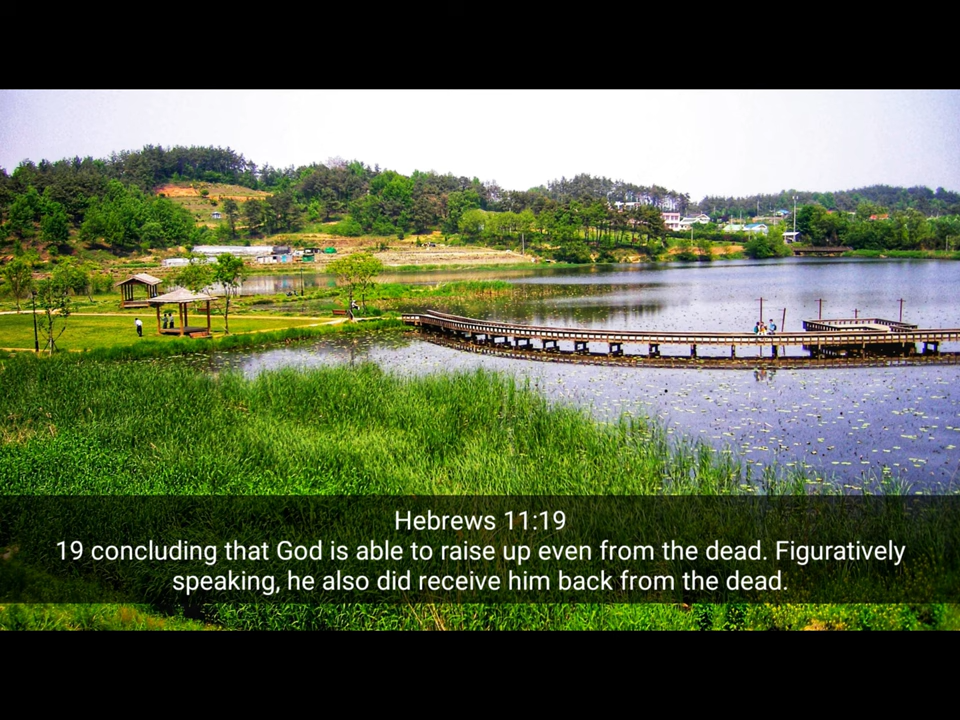 Hebrews 11:19
19 concluding that God is able to raise up even from the dead. Figuratively
speaking, he also did receive him back from the dead.